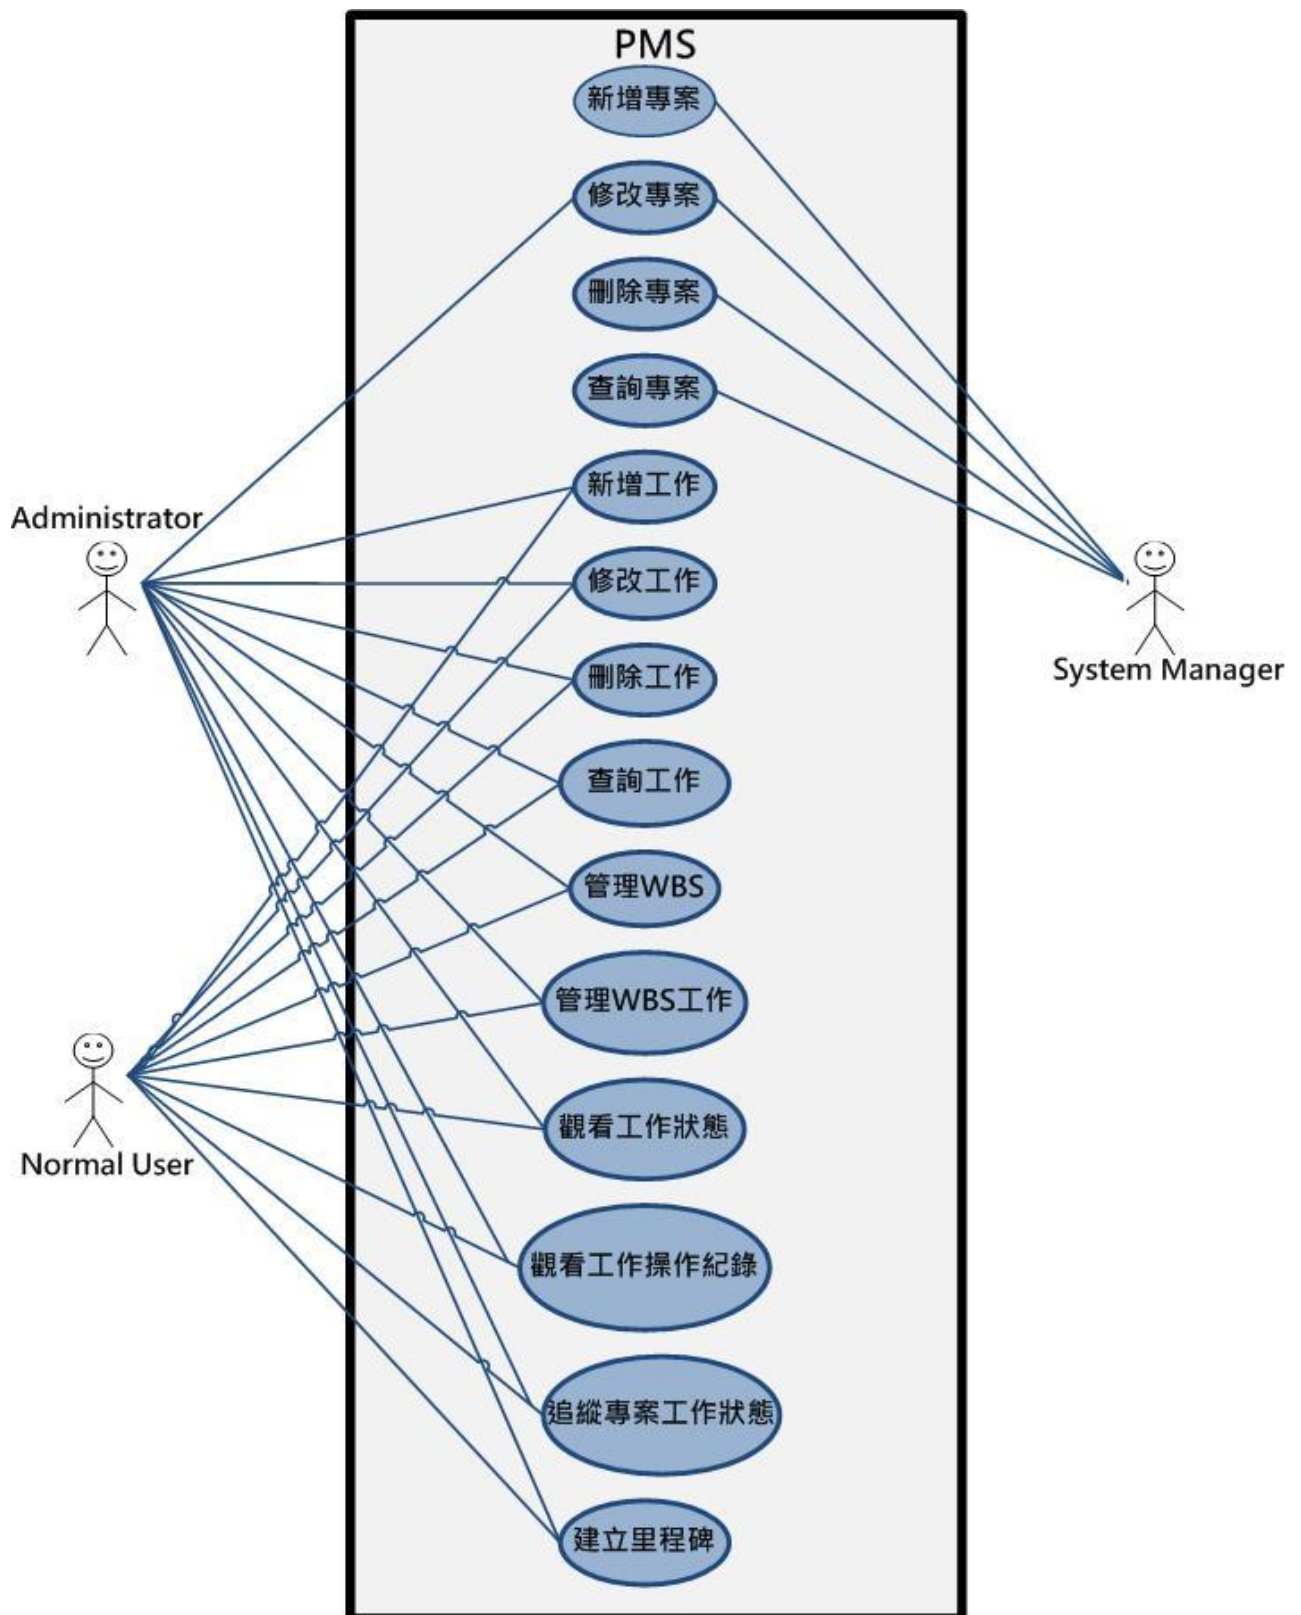 PMS
新增專案
修改專案
刪除專案
查詢專案
新增工作
Administrator
修改工作
刪除工作
System Manager
查詢工作
管理WBS
管理WBS工作
觀看工作狀態
Normal User
觀看工作操作紀錄
追縱專案工作狀態
建立里程碑